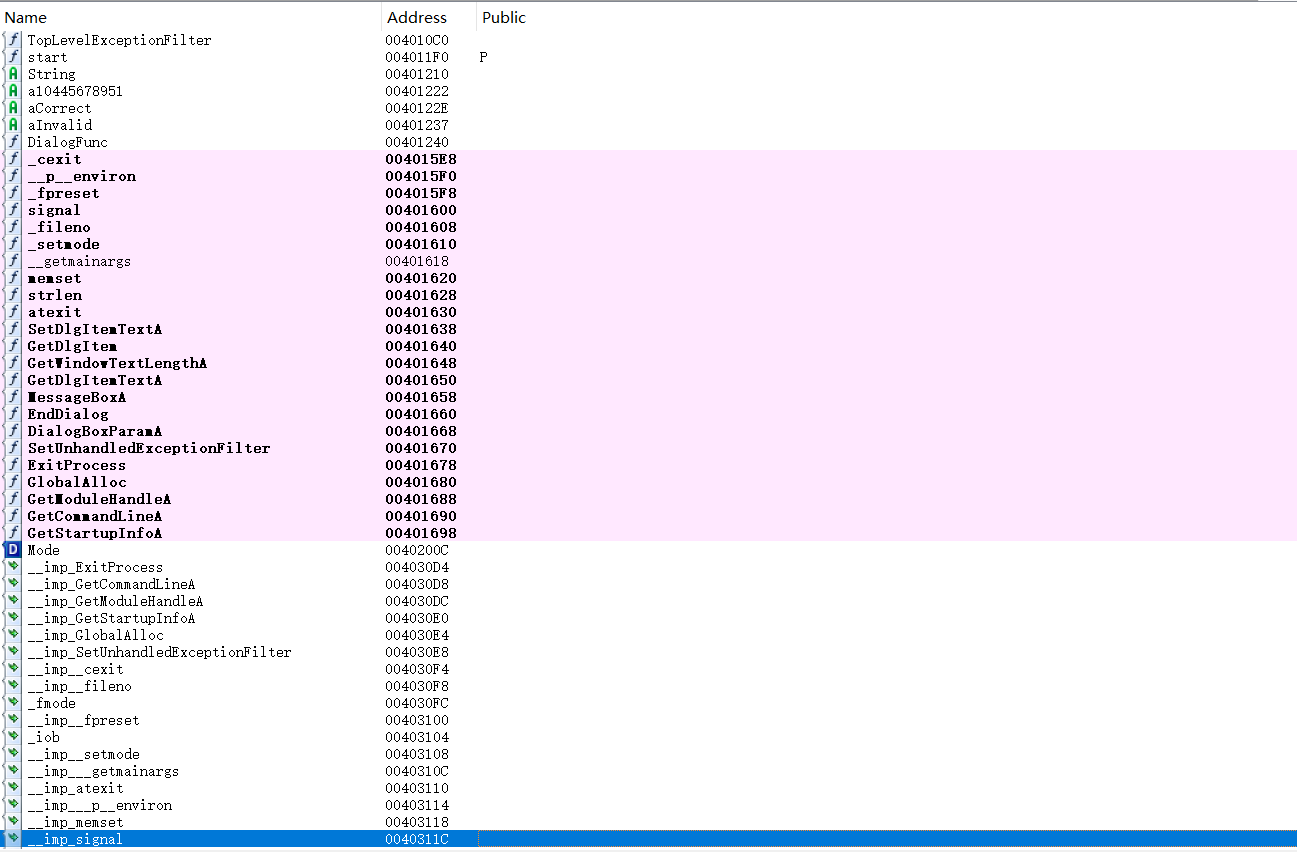 Name Address Public
f TopLevelExceptionFilter 004010C0
f start 004011F0 P
A String 00401210
A a10445678951 00401222
A aCorrect 0040122E
A aInvalid 00401237
f DialogFunc 00401240
f _cexit 004015E8
f __p__environ 004015F0
f _fpreset 004015F8
f signal 00401600
f _fileno 00401608
f _setmode 00401610
f __getmainargs 00401618
f memset 00401620
f strlen 00401628
f atexit 00401630
f SetDlgItemTextA 00401638
f GetDlgItem 00401640
f GetWindowTextLengthA 00401648
f GetDlgItemTextA 00401650
f MessageBoxA 00401658
f EndDialog 00401660
f DialogBoxParamA 00401668
f SetUnhandledExceptionFilter 00401670
f ExitProcess 00401678
f GlobalAlloc 00401680
f GetModuleHandleA 00401688
f GetCommandLineA 00401690
f GetStartupInfoA 00401698
D Mode 0040200C
__imp_ExitProcess 004030D4
__imp_GetCommandLineA 004030D8
__imp_GetModuleHandleA 004030DC
__imp_GetStartupInfoA 004030E0
__imp_GlobalAlloc 004030E4
__imp_SetUnhandledExceptionFilter 004030E8
__imp__cexit 004030F4
__imp__fileno 004030F8
_fmode 004030FC
__imp__fpreset 00403100
_iob 00403104
__imp__setmode 00403108
__imp___getmainargs 0040310C
__imp_atexit 00403110
__imp___p__environ 00403114
__imp_memset 00403118
__imp_signal 0040311C